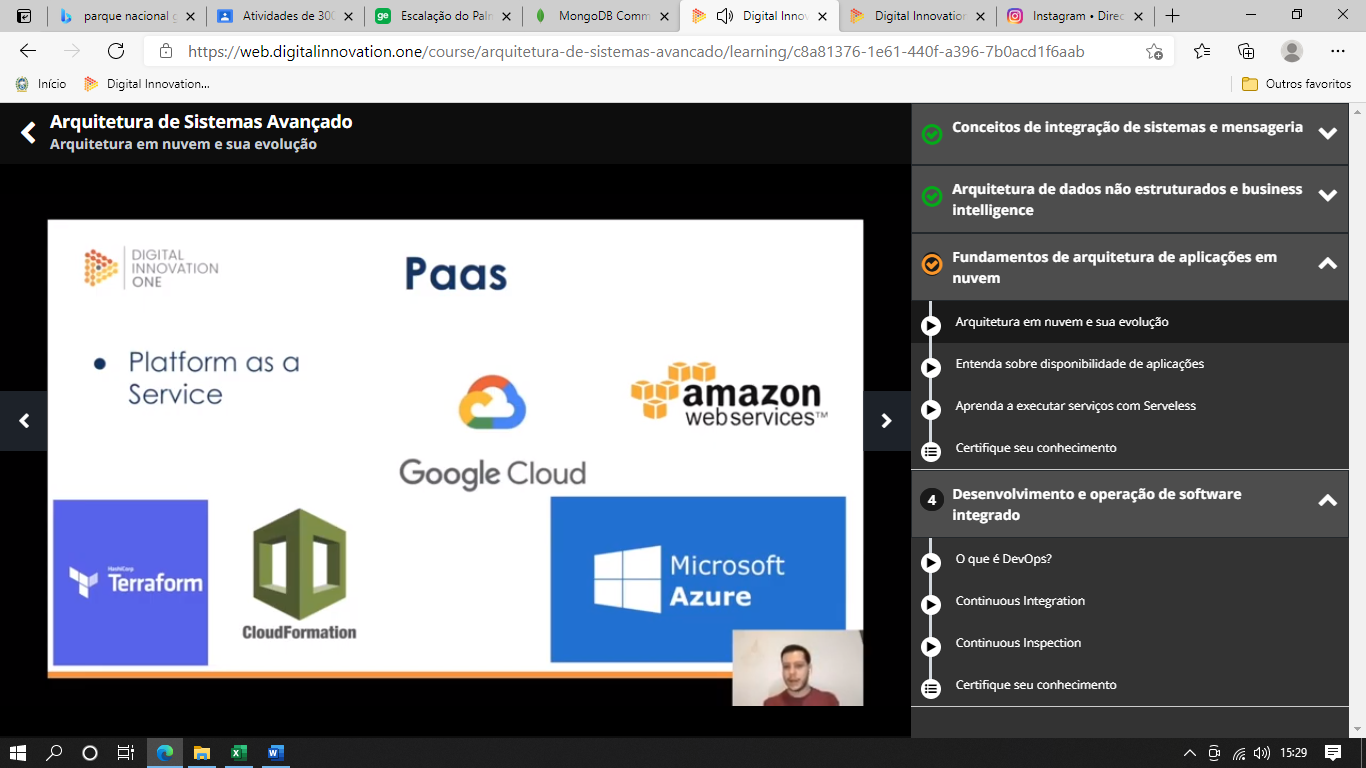 parque nacional g
Atividades de 300
Escalação do Palm
MongoDB Comm
Digital Innov
Digital Innovation
Instagram • Direc
https://web.digitalinnovation.one/course/arquitetura-de-sistemas-avancado/learning/c8a81376-1e61-440f-a396-7b0acd1f6aab
Início
Digital Innovation...
Outros favoritos
Arquitetura de Sistemas Avançado
Arquitetura em nuvem e sua evolução
DIGITAL
INNOVATION
ONE
Paas
• Platform as a
Service
Google Cloud
amazon
webservices™
HashiCorp
Terraform
CloudFormation
Microsoft
Azure
Conceitos de integração de sistemas e mensageria
Arquitetura de dados não estruturados e business
intelligence
Fundamentos de arquitetura de aplicações em
nuvem
Arquitetura em nuvem e sua evolução
Entenda sobre disponibilidade de aplicações
Aprenda a executar serviços com Serveless
Certifique seu conhecimento
4 Desenvolvimento e operação de software
integrado
O que é DevOps?
Continuous Integration
Continuous Inspection
Certifique seu conhecimento
15:29